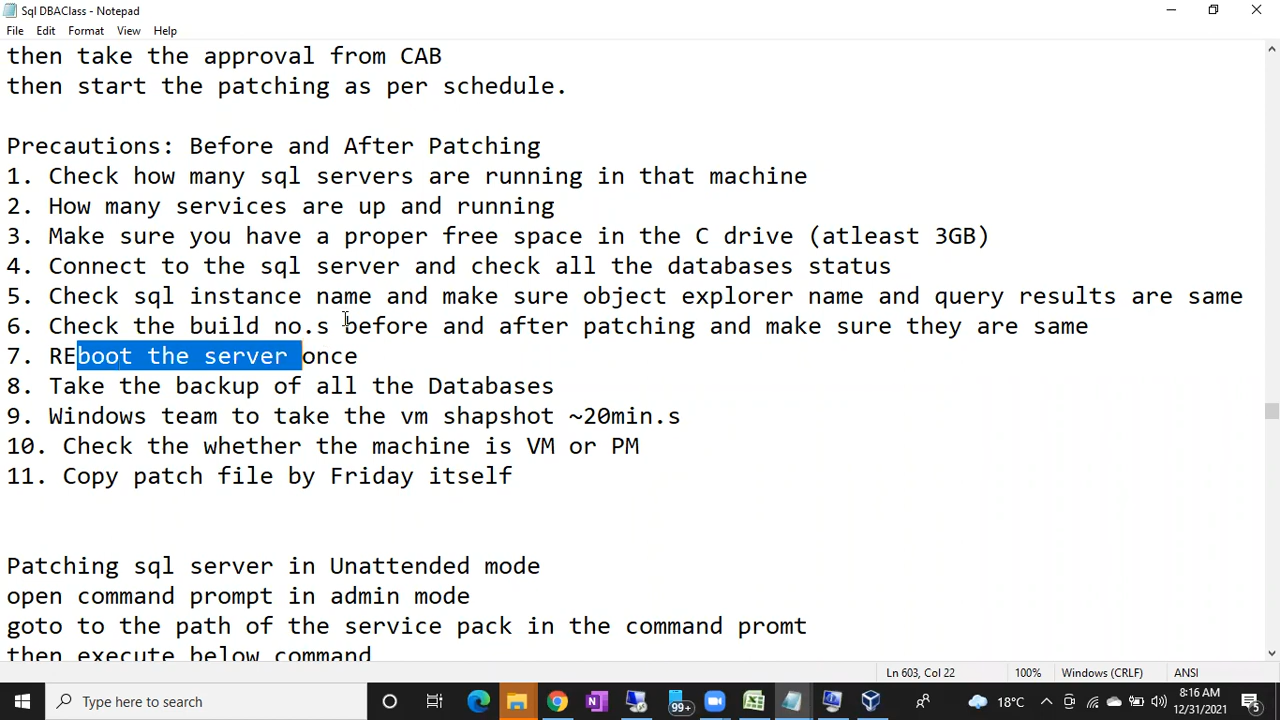 Sql DBAClass - Notepad
File Edit Format View Help
then take the approval from CAB
then start the patching as per schedule.
Precautions: Before and After Patching
1. Check how many sql servers are running in that machine
2. How many services are up and running
3. Make sure you have a proper free space in the C drive (atleast 3GB)
4. Connect to the sql server and check all the databases status
5. Check sql instance name and make sure object explorer name and query results are same
6. Check the build no.s before and after patching and make sure they are same
7. REboot the server once
8. Take the backup of all the Databases
9. Windows team to take the vm shapshot ~20min.s
10. Check the whether the machine is VM or PM
11. Copy patch file by Friday itself
Patching sql server in Unattended mode
open command prompt in admin mode
goto to the path of the service pack in the command promt
then execute below command
Ln 603, Col 22 100% Windows (CRLF) ANSI
Type here to search 99+ 18°C 8:16 AM
12/31/2021 5